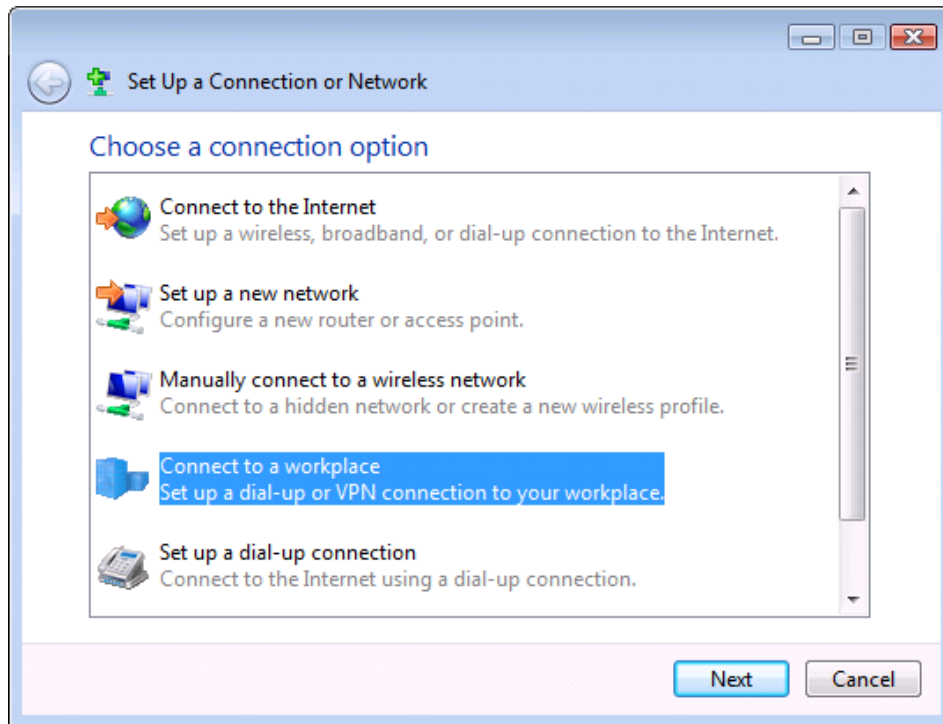 Set Up a Connection or Network
Choose a connection option
Connect to the Internet
Set up a wireless, broadband, or dial-up connection to the Internet.
Set up a new network
Configure a new router or access point.
Manually connect to a wireless network
Connect to a hidden network or create a new wireless profile.
Connect to a workplace
Set up a dial-up or VPN connection to your workplace.
Set up a dial-up connection
Connect to the Internet using a dial-up connection.
Next
Cancel